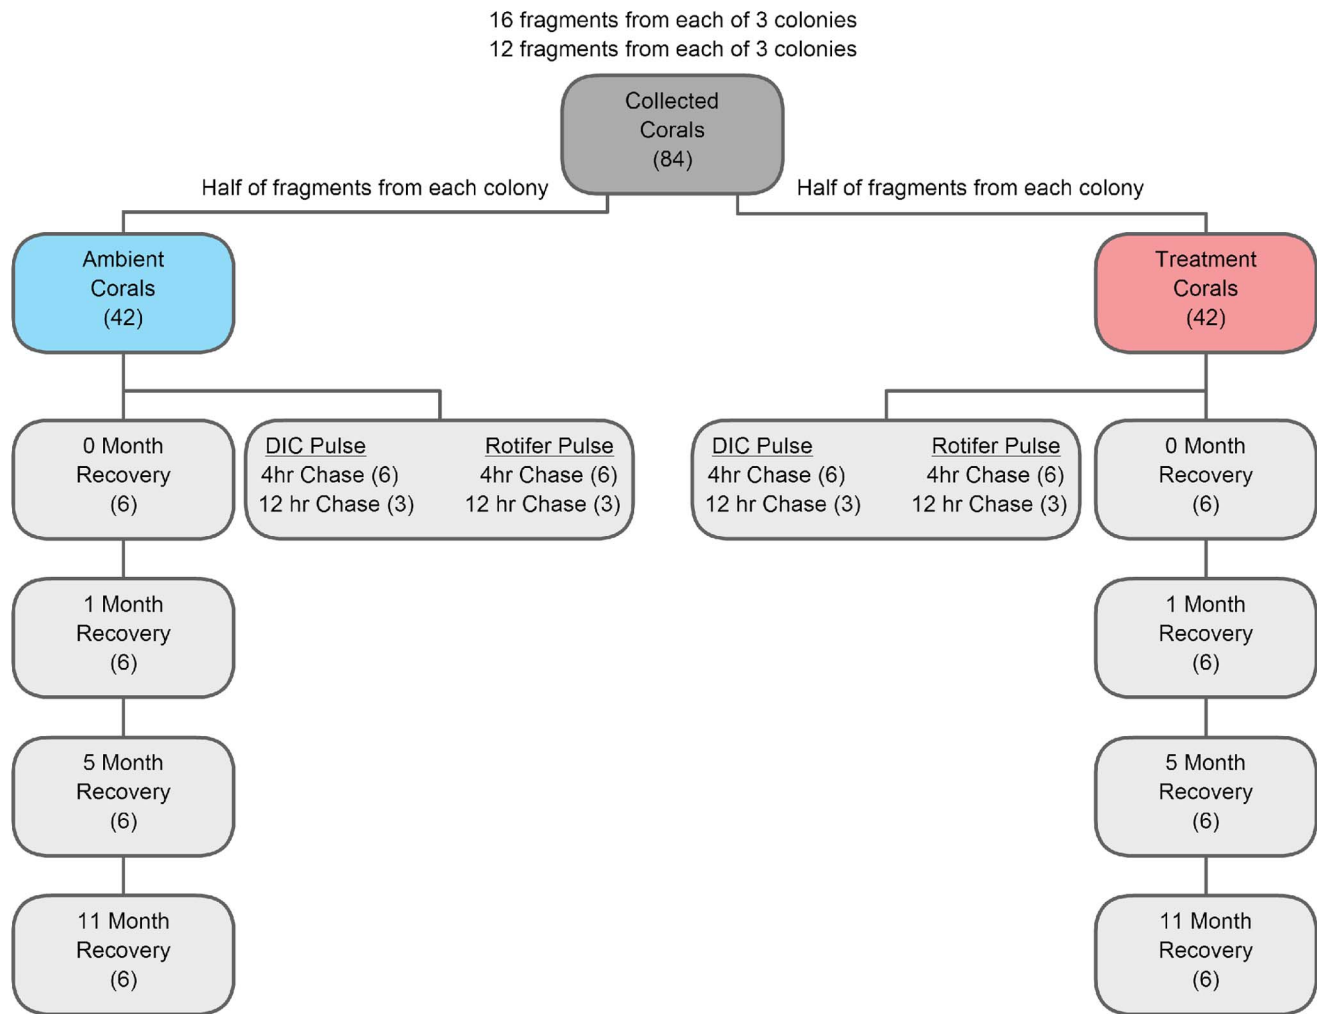 16 fragments from each of 3 colonies
12 fragments from each of 3 colonies
Collected
Corals
(84)
Half of fragments from each colony
Half of fragments from each colony
Ambient
Corals
(42)
Treatment
Corals
(42)
0 Month
Recovery
(6)
DIC Pulse
4hr Chase (6)
12 hr Chase (3)
Rotifer Pulse
4hr Chase (6)
12 hr Chase (3)
DIC Pulse
4hr Chase (6)
12 hr Chase (3)
Rotifer Pulse
4hr Chase (6)
12 hr Chase (3)
0 Month
Recovery
(6)
1 Month
Recovery
(6)
1 Month
Recovery
(6)
5 Month
Recovery
(6)
5 Month
Recovery
(6)
11 Month
Recovery
(6)
11 Month
Recovery
(6)